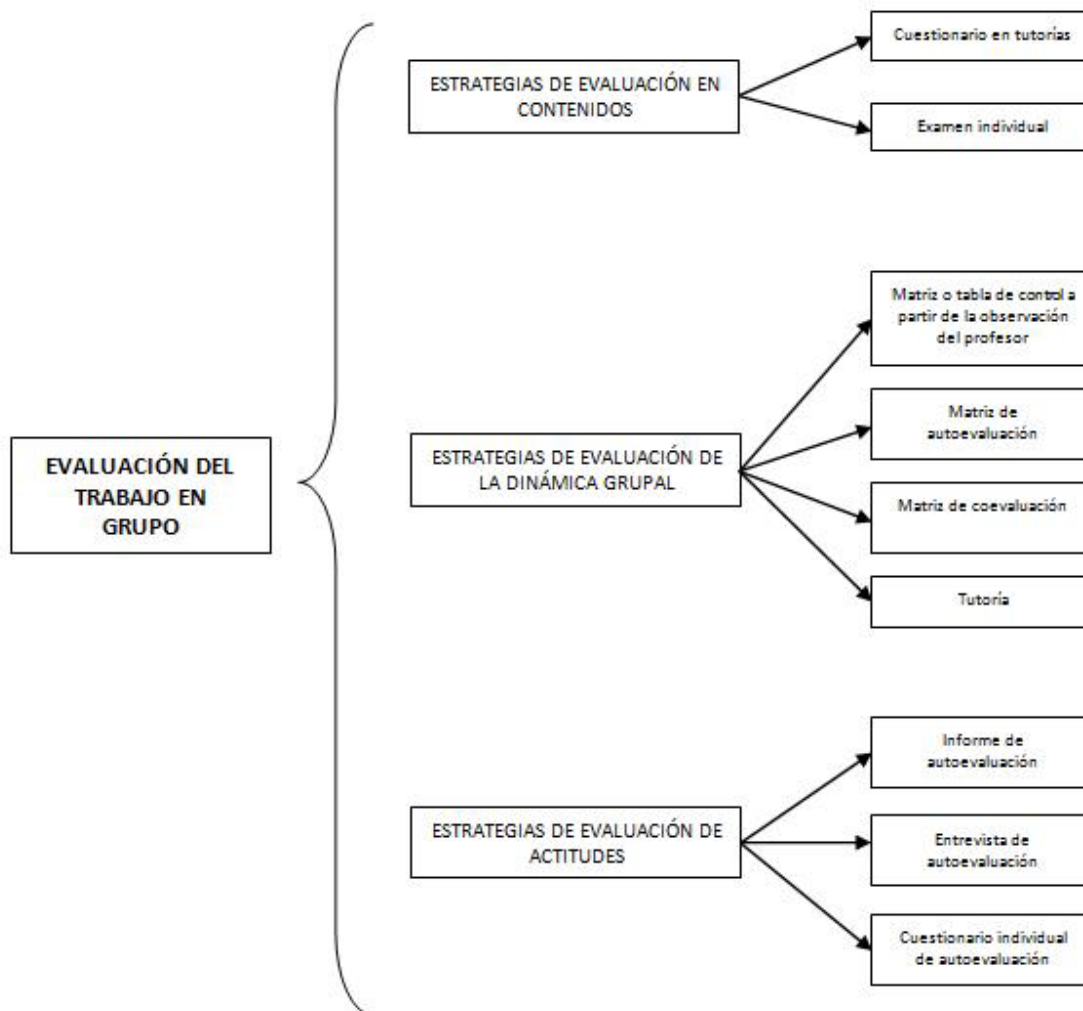 EVALUACIÓN DEL
TRABAJO EN
GRUPO
ESTRATEGIAS DE EVALUACIÓN EN
CONTENIDOS
Cuestionario en tutorías
Examen individual
ESTRATEGIAS DE EVALUACIÓN DE
LA DINÁMICA GRUPAL
Matriz o tabla de control a
partir de la observación
del profesor
Matriz de
autoevaluación
Matriz de coevaluación
Tutoría
ESTRATEGIAS DE EVALUACIÓN DE
ACTITUDES
Informe de
autoevaluación
Entrevista de
autoevaluación
Cuestionario individual
de autoevaluación